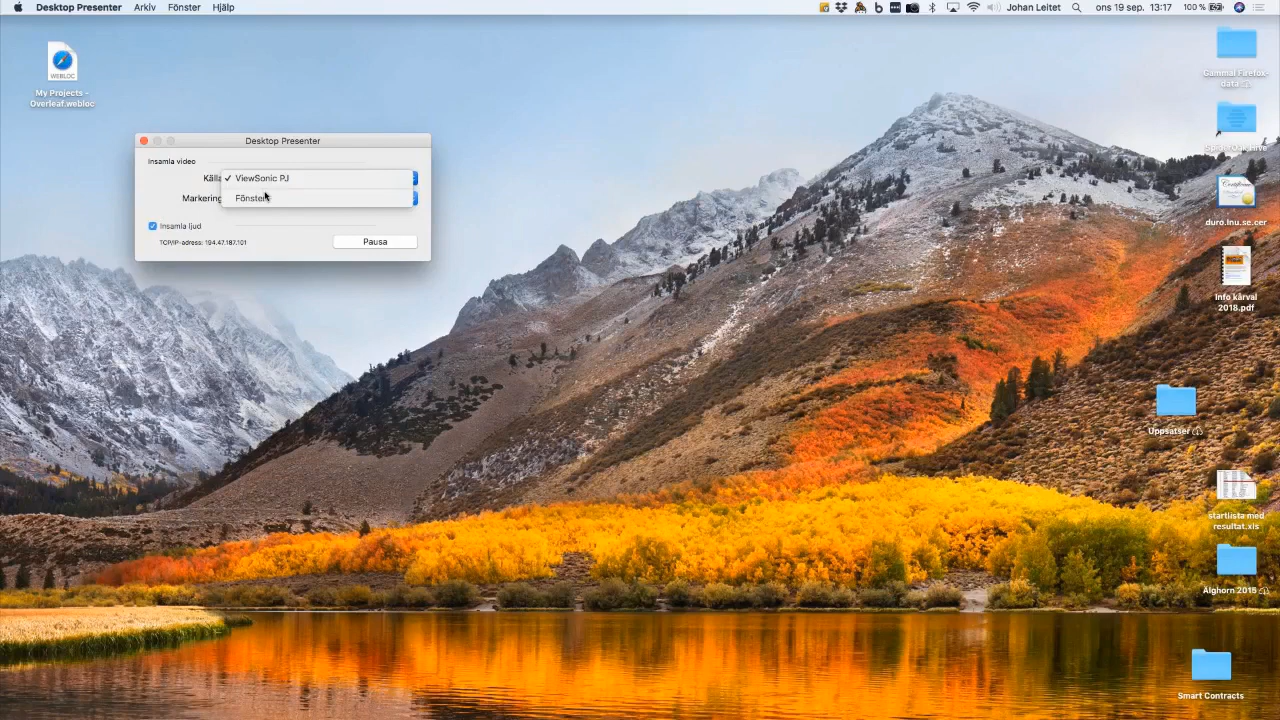 Desktop Presenter Arkiv Fönster Hjälp
Johan Leitet ons 19 sep. 13:17 100 %
WEBLOC
My Projects -
Overleaf.webloc
Desktop Presenter
Insamla video
Källa ✓ ViewSonic PJ
Markering Fönster
Insamla ljud
TCP/IP-adress: 194.47.187.101
Pausa
Gammal Firefox-
data
duro.lnu.se.cer
Info kårval
2018.pdf
Uppsatser
startlista med
resultat.xls
Älghorn 2015
Smart Contracts